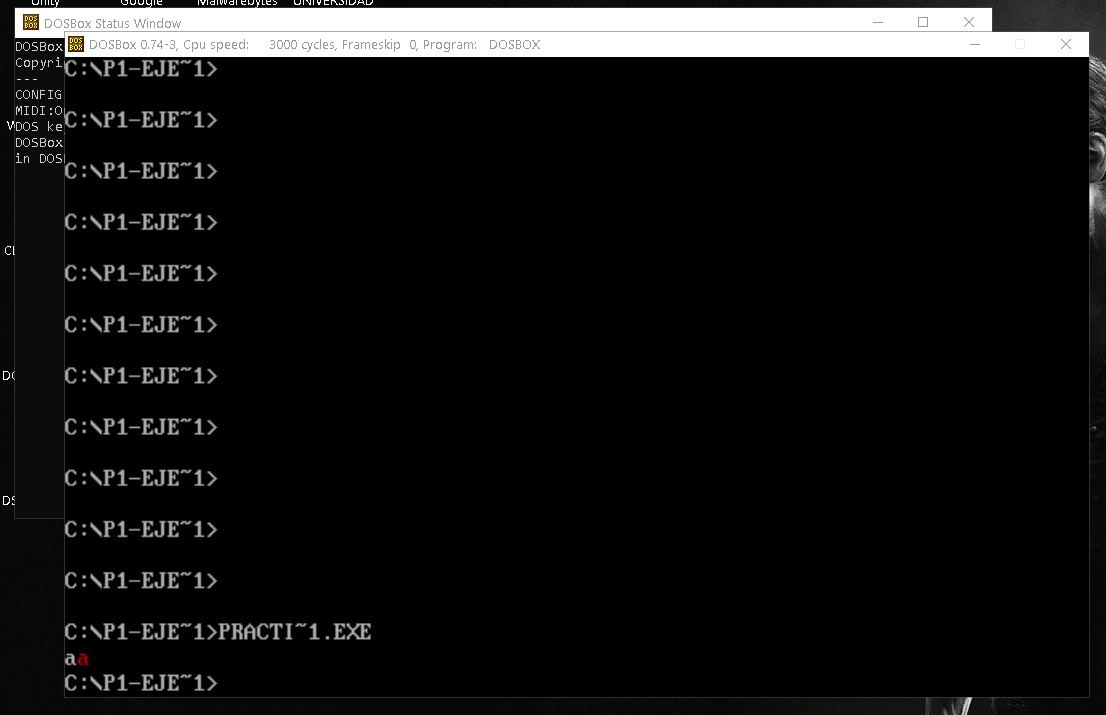 Unity Google Malwarebytes UNIVERSIDAD
DOSBox Status Window
DOSBox 0.74-3, Cpu speed: 3000 cycles, Frameskip 0, Program: DOSBOX
DOSBox
Copyri
---
CONFIG
MIDI:O
DOS ke
DOSBox
in DOS
C:\P1-EJE~1>
C:\P1-EJE~1>
C:\P1-EJE~1>
C:\P1-EJE~1>
C:\P1-EJE~1>
C:\P1-EJE~1>
C:\P1-EJE~1>
C:\P1-EJE~1>
C:\P1-EJE~1>
C:\P1-EJE~1>
C:\P1-EJE~1>
C:\P1-EJE~1>PRACTI~1.EXE
aa
C:\P1-EJE~1>